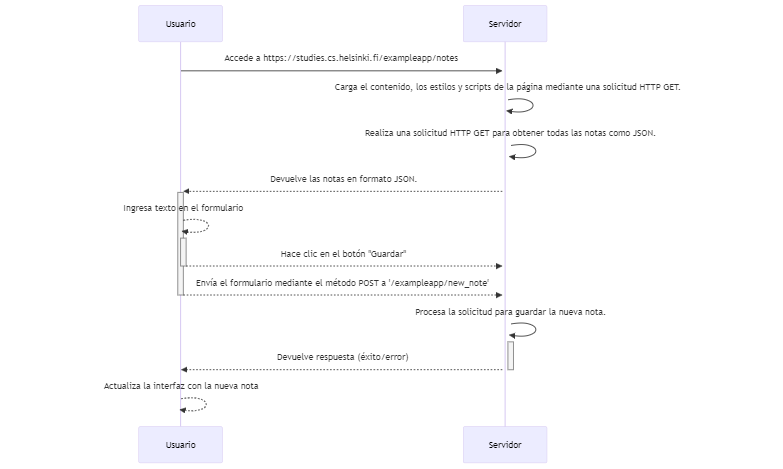 Usuario
Servidor
Accede a https://studies.cs.helsinki.fi/exampleapp/notes
Carga el contenido, los estilos y scripts de la página mediante una solicitud HTTP GET.
Realiza una solicitud HTTP GET para obtener todas las notas como JSON.
Devuelve las notas en formato JSON.
Ingresa texto en el formulario
Hace clic en el botón "Guardar"
Envía el formulario mediante el método POST a '/exampleapp/new_note'
Procesa la solicitud para guardar la nueva nota.
Devuelve respuesta (éxito/error)
Actualiza la interfaz con la nueva nota
Usuario
Servidor